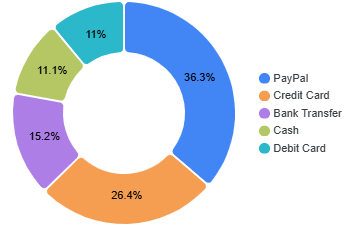 11%
11.1%
36.3%
15.2%
26.4%
PayPal
Credit Card
Bank Transfer
Cash
Debit Card